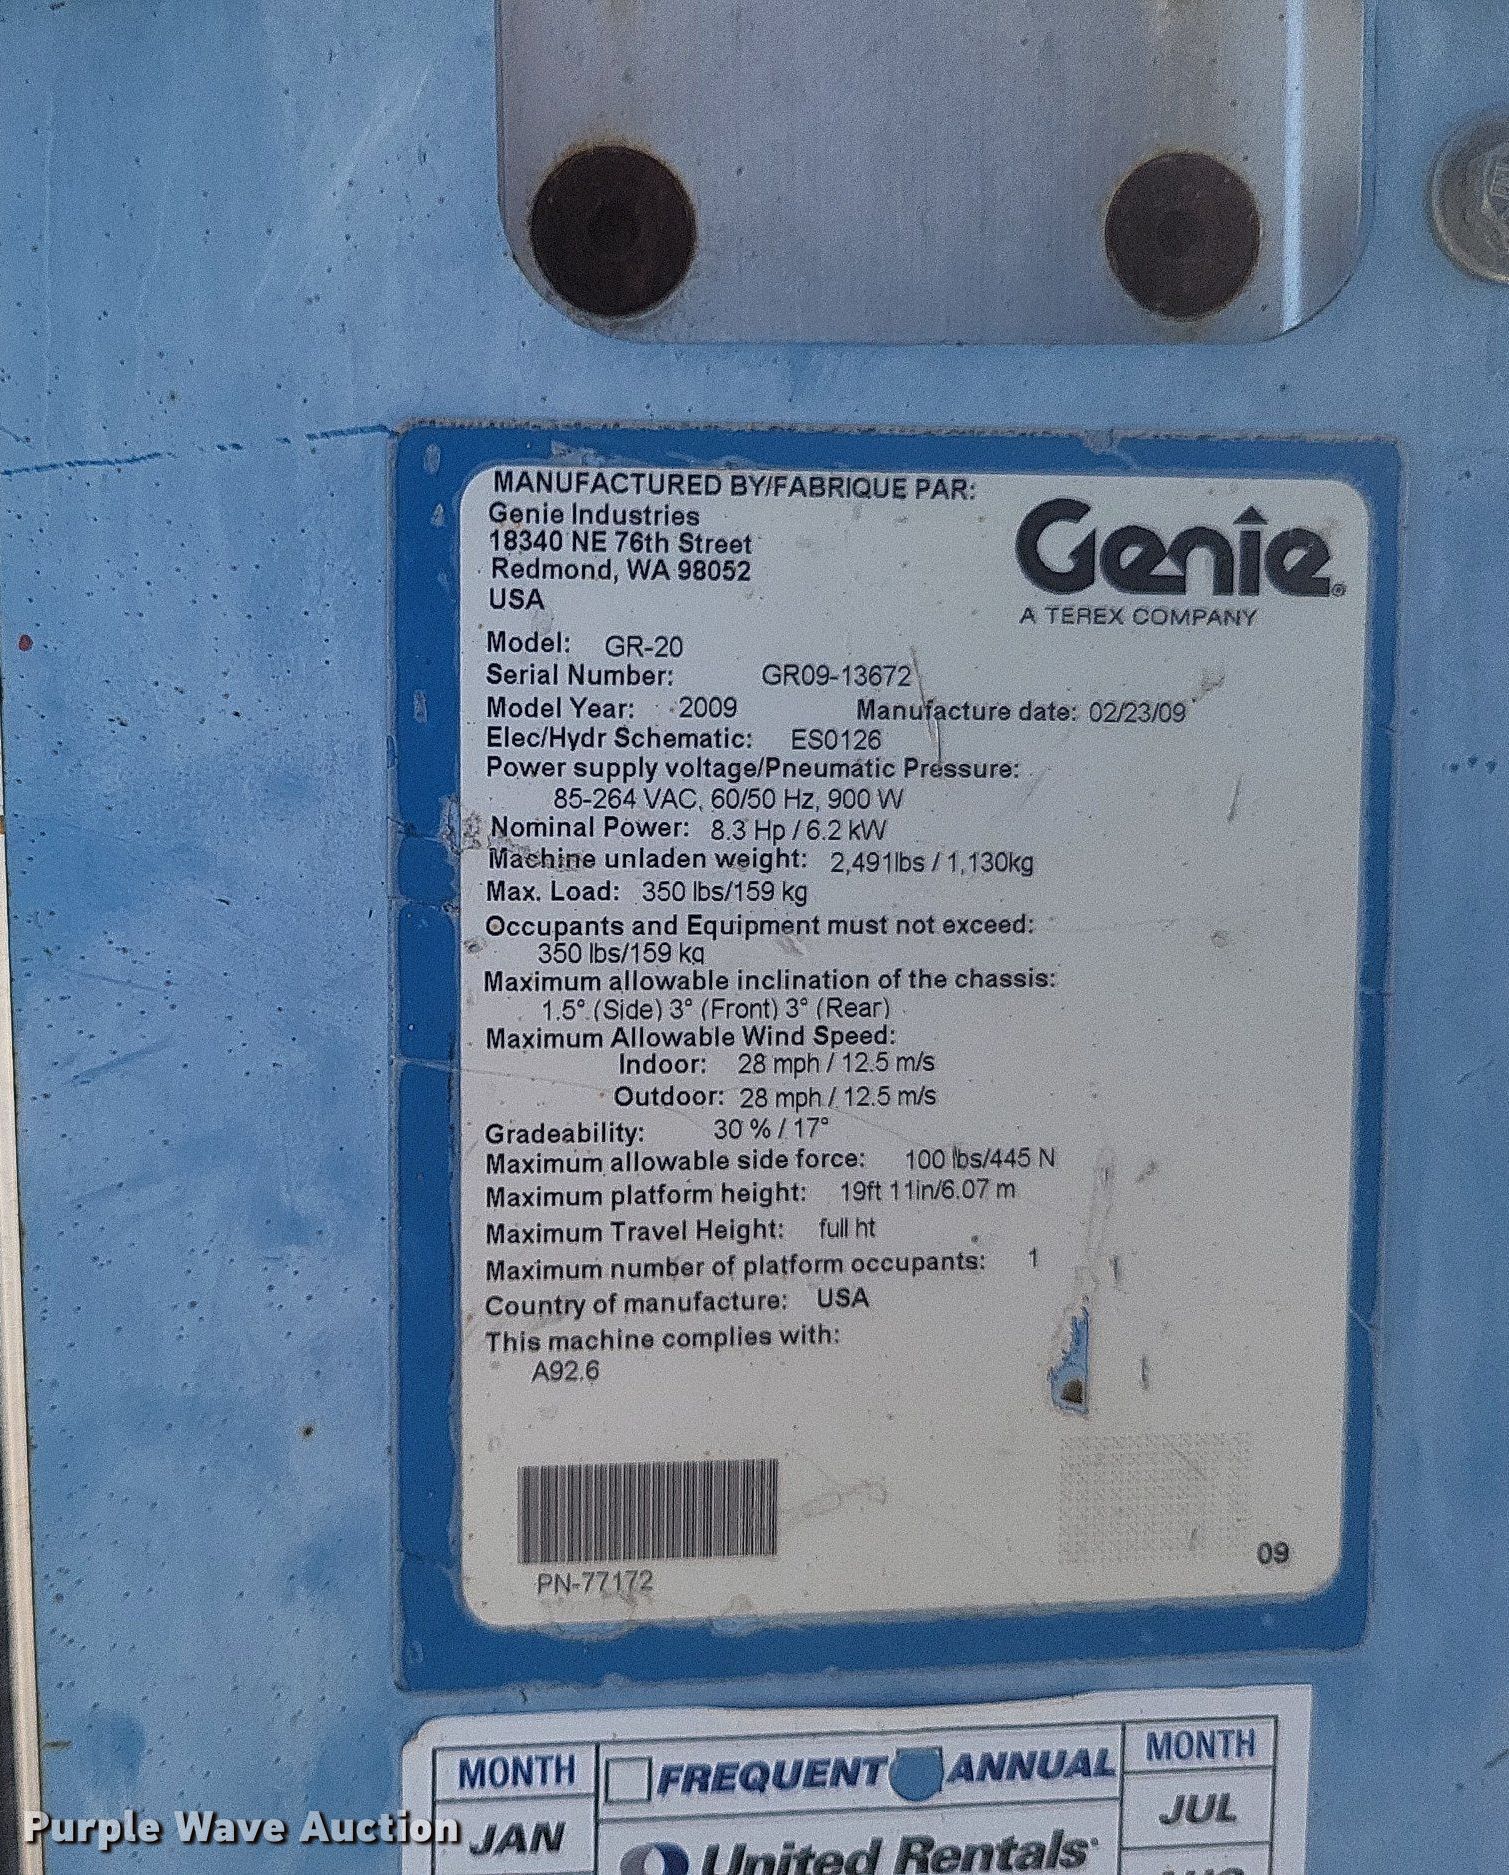 MANUFACTURED BY/FABRIQUE PAR:
Genie Industries
18340 NE 76th Street
Redmond, WA 98052
USA
Genie®
A TEREX COMPANY
Model: GR-20
Serial Number: GR09-13672
Model Year: 2009 Manufacture date: 02/23/09
Elec/Hydr Schematic: ES0126
Power supply voltage/Pneumatic Pressure:
85-264 VAC, 60/50 Hz, 900 W
Nominal Power: 8.3 Hp / 6.2 kW
Machine unladen weight: 2,491lbs / 1,130kg
Max. Load: 350 lbs/159 kg
Occupants and Equipment must not exceed:
350 lbs/159 kg
Maximum allowable inclination of the chassis:
1.5° (Side) 3° (Front) 3° (Rear)
Maximum Allowable Wind Speed:
Indoor: 28 mph / 12.5 m/s
Outdoor: 28 mph / 12.5 m/s
Gradeability: 30 % / 17°
Maximum allowable side force: 100 lbs/445 N
Maximum platform height: 19ft 11in/6.07 m
Maximum Travel Height: full ht
Maximum number of platform occupants: 1
Country of manufacture: USA
This machine complies with:
A92.6
PN-77172
09
MONTH FREQUENT ANNUAL MONTH
JAN United Rentals JUL
Purple Wave Auction